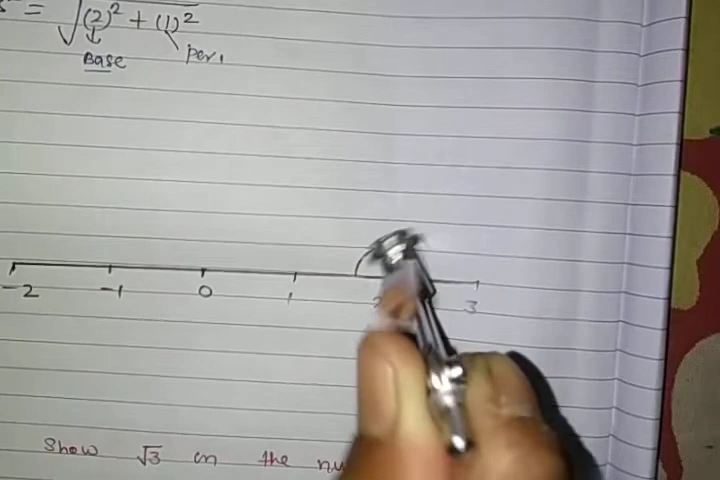 = √(2)² + (1)²
Base per.
-2 -1 0 1 3
Show √3 on the